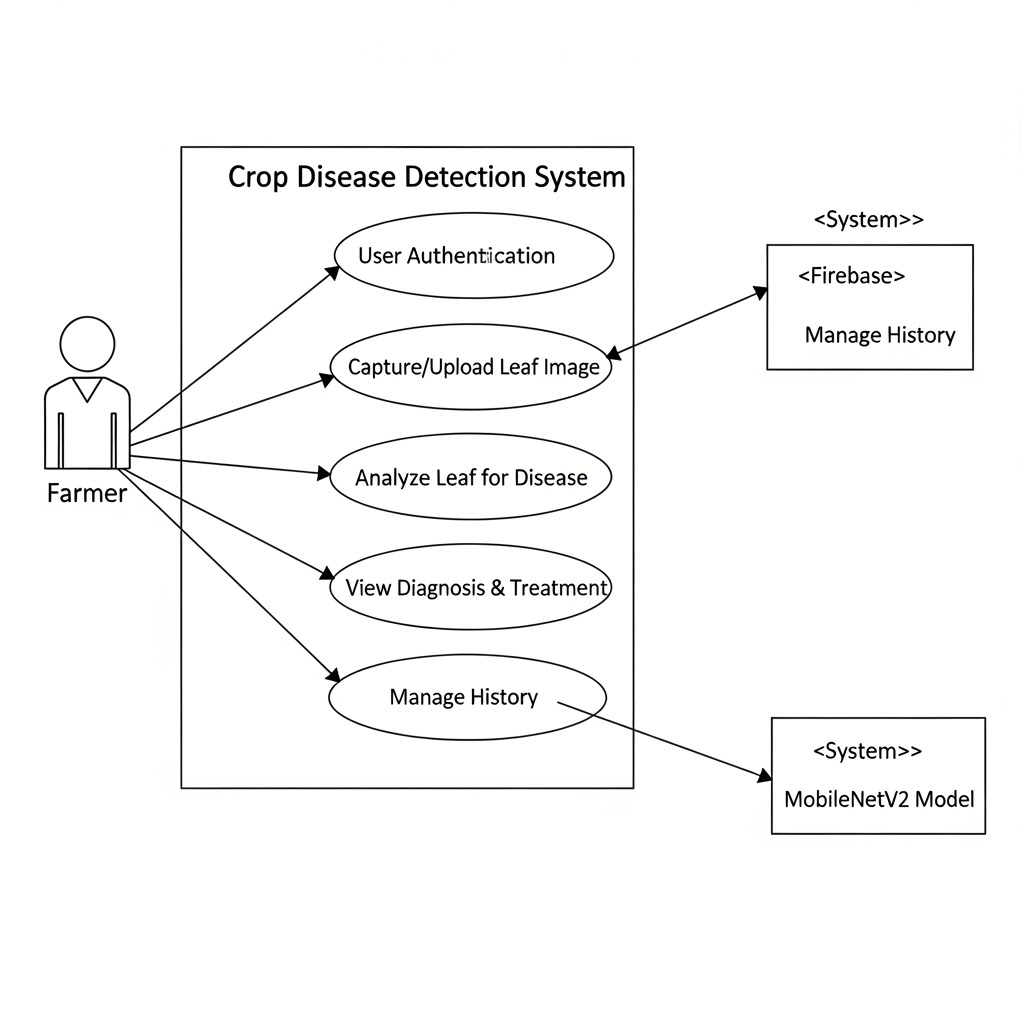 Crop Disease Detection System
User Authentication
Capture/Upload Leaf Image
Analyze Leaf for Disease
View Diagnosis & Treatment
Manage History
Farmer
<System>>
<Firebase>
Manage History
<System>>
MobileNetV2 Model